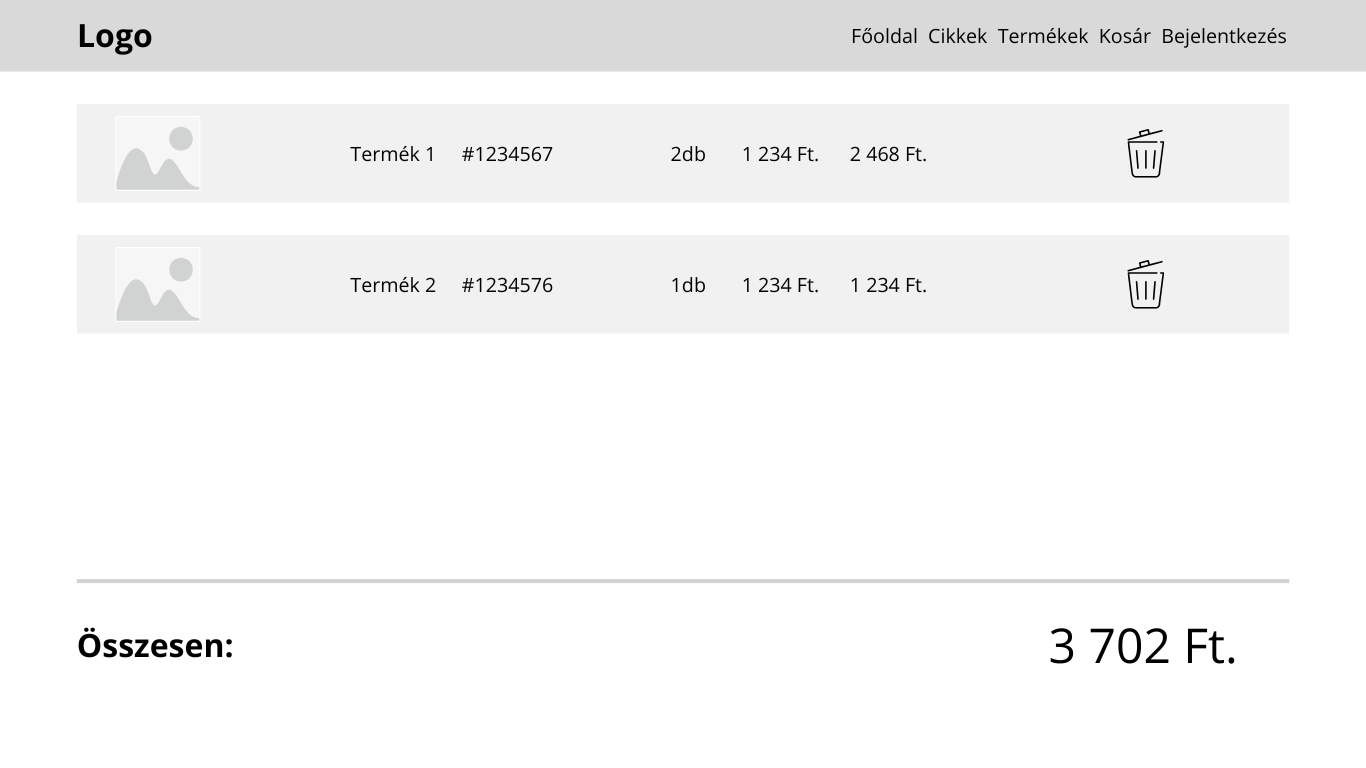 Logo Főoldal Cikkek Termékek Kosár Bejelentkezés
Termék 1 #1234567 2db 1 234 Ft. 2 468 Ft.
Termék 2 #1234576 1db 1 234 Ft. 1 234 Ft.
Összesen: 3 702 Ft.